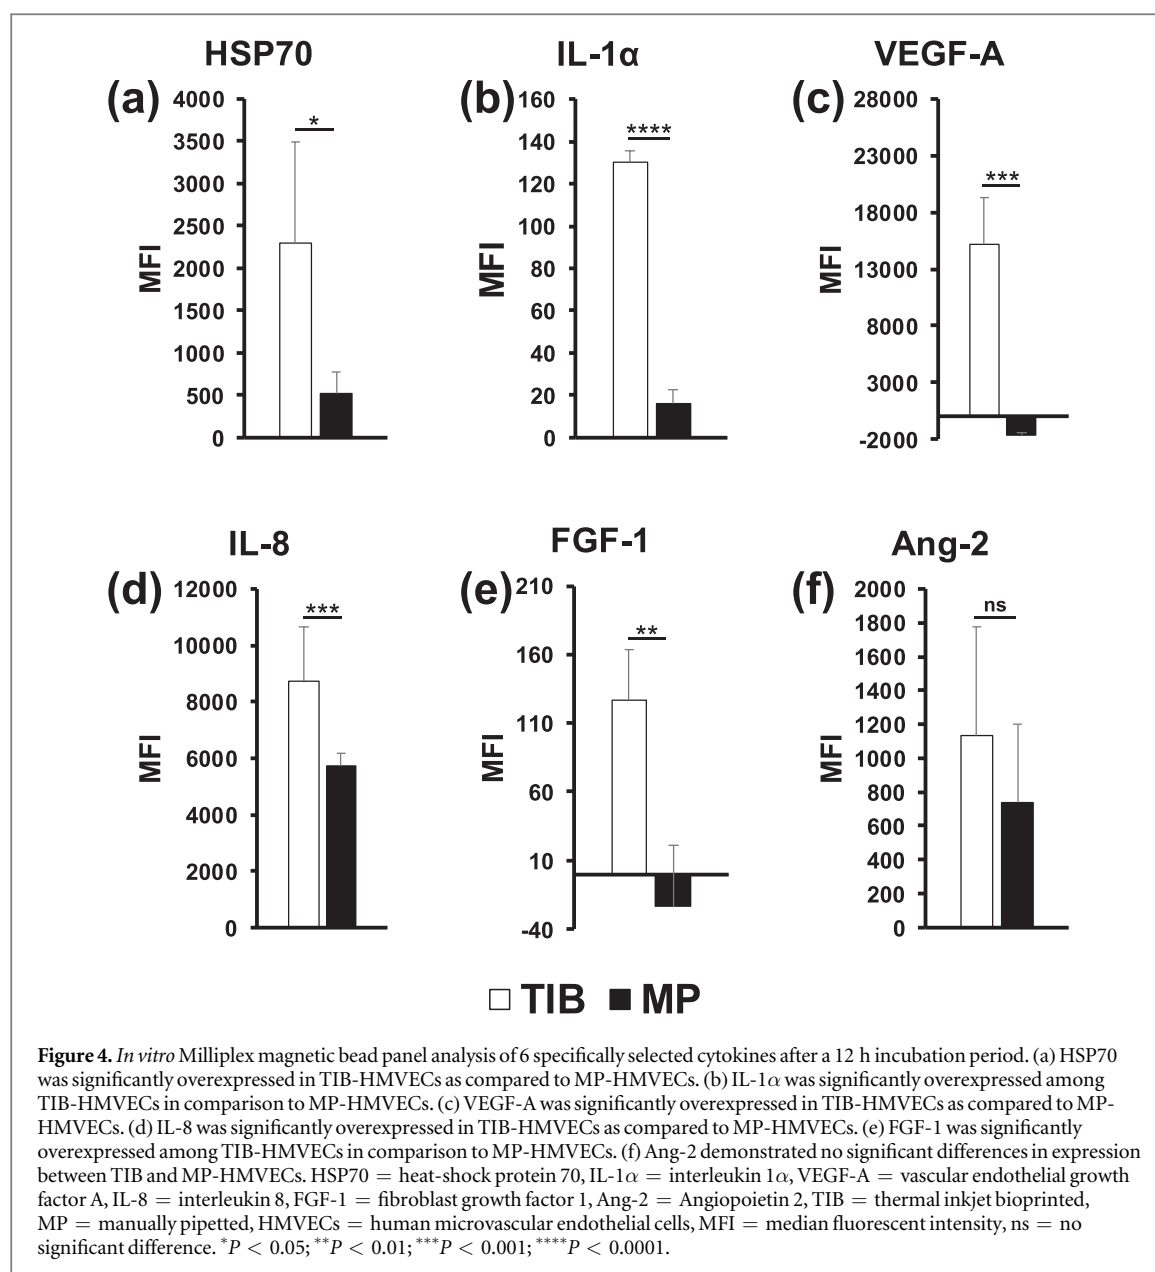 HSP70 IL-1α VEGF-A
(a) (b) (c)
4000
3500
3000
2500
2000
1500
1000
500
0
MFI
*
160
140
120
100
80
60
40
20
0
MFI
****
28000
23000
18000
13000
8000
3000
-2000
MFI
***
IL-8 FGF-1 Ang-2
(d) (e) (f)
12000
10000
8000
6000
4000
2000
0
MFI
***
210
160
110
60
10
-40
MFI
**
2000
1800
1600
1400
1200
1000
800
600
400
200
0
MFI
ns
TIB MP
Figure 4. In vitro Milliplex magnetic bead panel analysis of 6 specifically selected cytokines after a 12 h incubation period. (a) HSP70
was significantly overexpressed in TIB-HMVECs as compared to MP-HMVECs. (b) IL-1α was significantly overexpressed among
TIB-HMVECs in comparison to MP-HMVECs. (c) VEGF-A was significantly overexpressed in TIB-HMVECs as compared to MP-
HMVECs. (d) IL-8 was significantly overexpressed in TIB-HMVECs as compared to MP-HMVECs. (e) FGF-1 was significantly
overexpressed among TIB-HMVECs in comparison to MP-HMVECs. (f) Ang-2 demonstrated no significant differences in expression
between TIB and MP-HMVECs. HSP70 = heat-shock protein 70, IL-1α = interleukin 1α, VEGF-A = vascular endothelial growth
factor A, IL-8 = interleukin 8, FGF-1 = fibroblast growth factor 1, Ang-2 = Angiopoietin 2, TIB = thermal inkjet bioprinted,
MP = manually pipetted, HMVECs = human microvascular endothelial cells, MFI = median fluorescent intensity, ns = no
significant difference. *P < 0.05; **P < 0.01; ***P < 0.001; ****P < 0.0001.